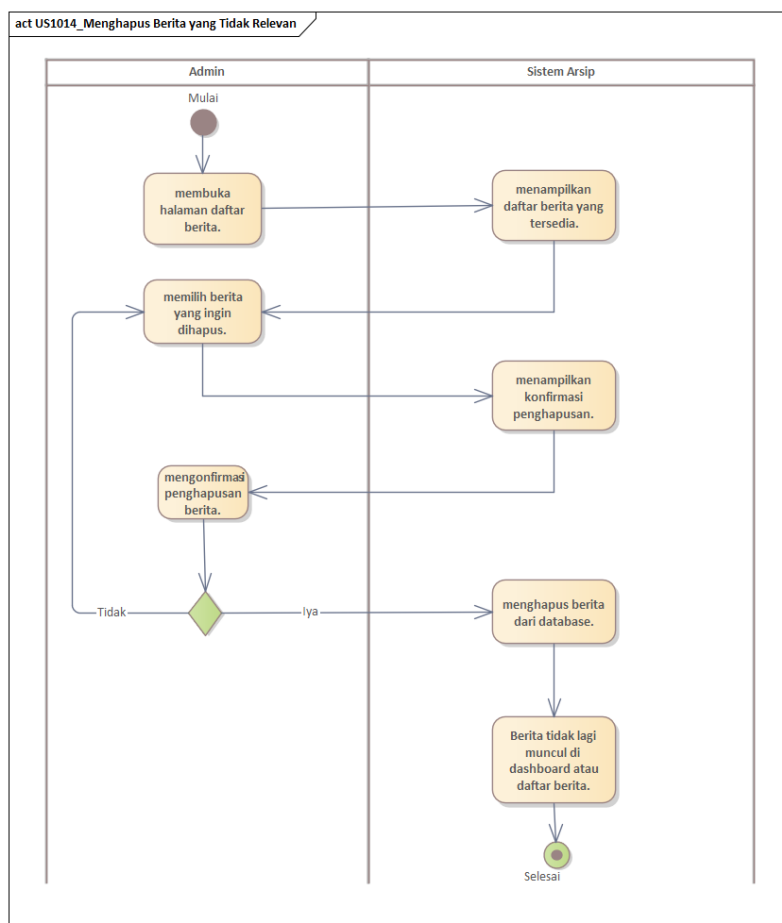 act US1014_Menghapus Berita yang Tidak Relevan
Admin
Sistem Arsip
Mulai
membuka
halaman daftar
berita.
menampilkan
daftar berita yang
tersedia.
memilih berita
yang ingin
dihapus.
menampilkan
konfirmasi
penghapusan.
mengonfirmasi
penghapusan
berita.
Tidak
Iya
menghapus berita
dari database.
Berita tidak lagi
muncul di
dashboard atau
daftar berita.
Selesai